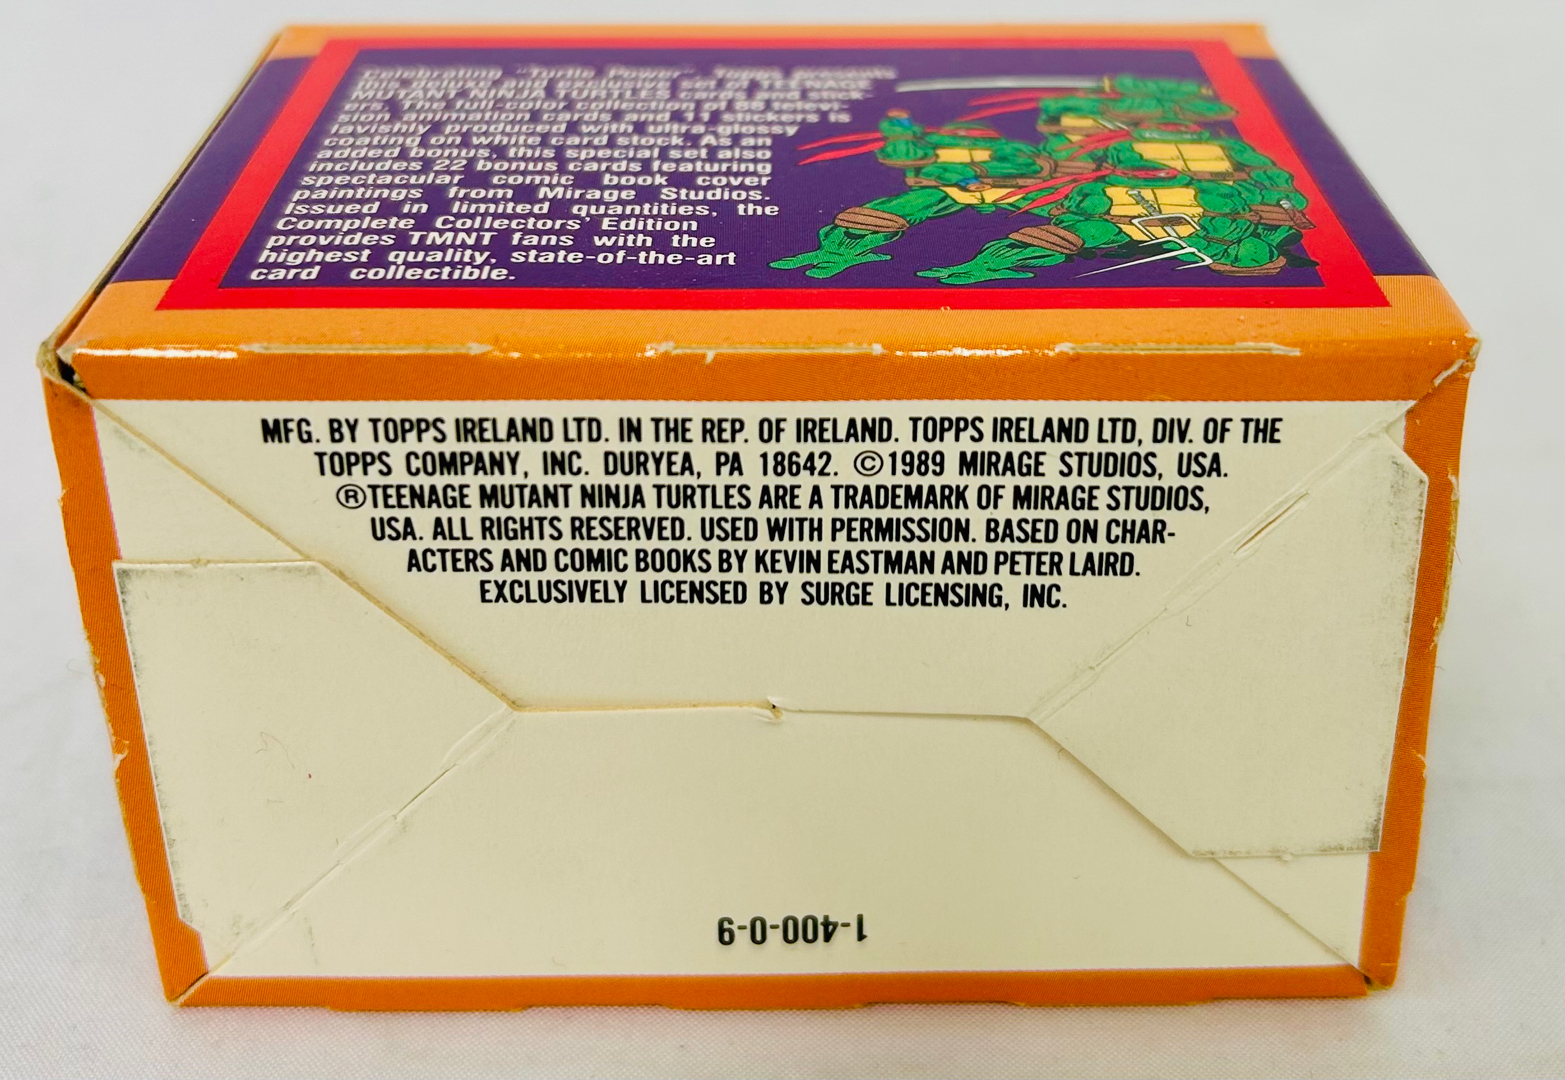 Celebrating "Turtle Power", Topps presents
this deluxe and exclusive set of TEENAGE
MUTANT NINJA TURTLES cards and stick-
ers. The full-color collection of 88 televi-
sion animation cards and 11 stickers is
lavishly produced with ultra-glossy
coating on white card stock. As an
added bonus, this special set also
includes 22 bonus cards featuring
spectacular comic book cover
paintings from Mirage Studios.
Issued in limited quantities, the
Complete Collectors' Edition
provides TMNT fans with the
highest quality, state-of-the-art
card collectible.
MFG. BY TOPPS IRELAND LTD. IN THE REP. OF IRELAND. TOPPS IRELAND LTD, DIV. OF THE
TOPPS COMPANY, INC. DURYEA, PA 18642. ©1989 MIRAGE STUDIOS, USA.
®TEENAGE MUTANT NINJA TURTLES ARE A TRADEMARK OF MIRAGE STUDIOS,
USA. ALL RIGHTS RESERVED. USED WITH PERMISSION. BASED ON CHAR-
ACTERS AND COMIC BOOKS BY KEVIN EASTMAN AND PETER LAIRD.
EXCLUSIVELY LICENSED BY SURGE LICENSING, INC.
1-400-0-9